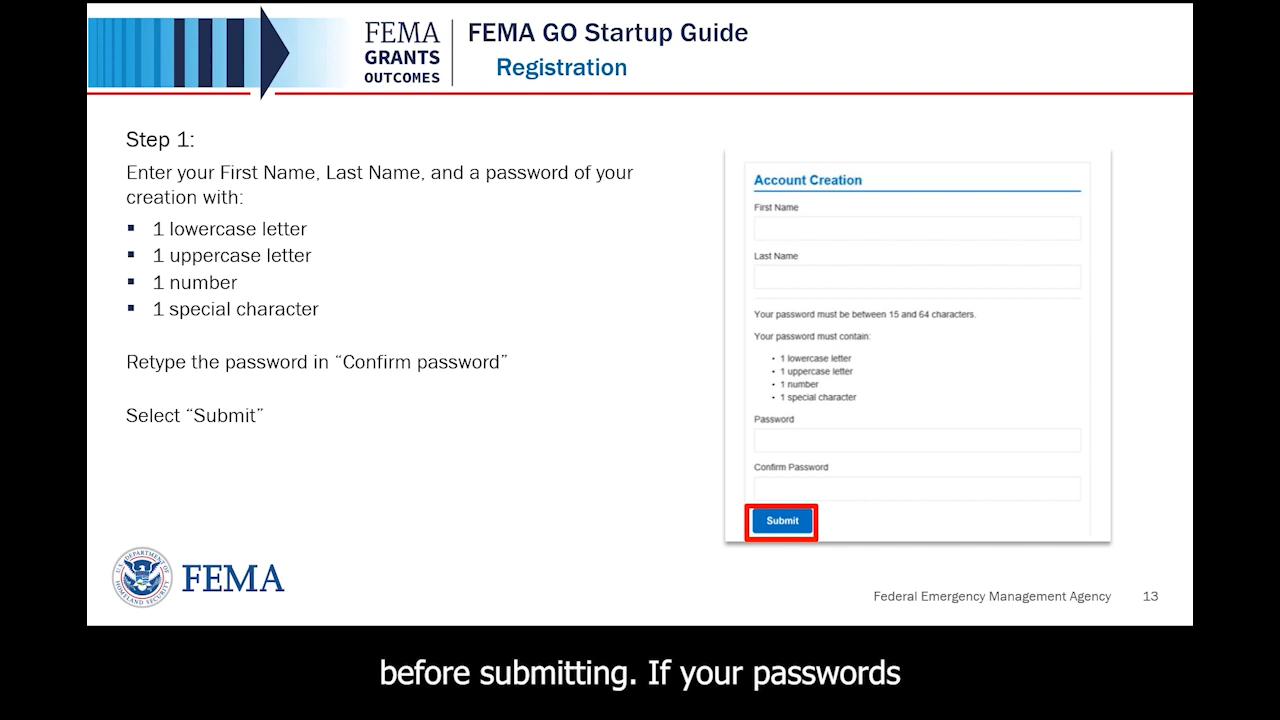 FEMA
GRANTS
OUTCOMES
FEMA GO Startup Guide
Registration
Step 1:
Enter your First Name, Last Name, and a password of your
creation with:
▪ 1 lowercase letter
▪ 1 uppercase letter
▪ 1 number
▪ 1 special character
Retype the password in “Confirm password”
Select “Submit”
Account Creation
First Name
Last Name
Your password must be between 15 and 64 characters.
Your password must contain:
• 1 lowercase letter
• 1 uppercase letter
• 1 number
• 1 special character
Password
Confirm Password
Submit
U.S. DEPARTMENT OF
HOMELAND SECURITY
FEMA
Federal Emergency Management Agency 13
before submitting. If your passwords